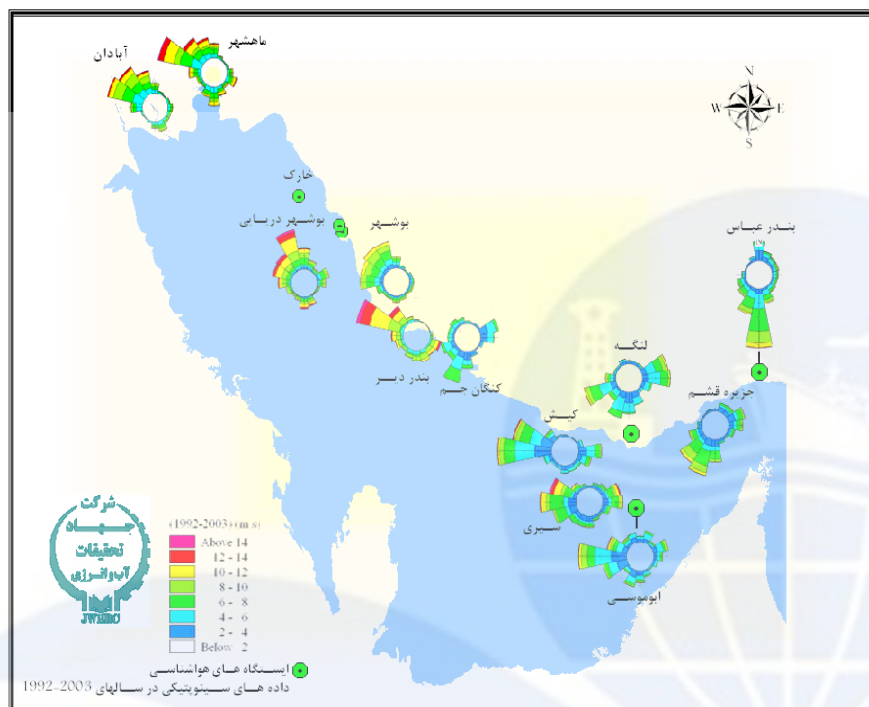 ماهشهر
آبادان
N
W E
S
خارک
بوشهر دریایی
بوشهر
بندر عباس
لنگه
بندر دیر
کنگان جم
جزیره قشم
کیش
سیری
ابوموسی
شرکت
جهاد
تحقیقات
آب و انرژی
JWERC
(1992-2003) (m s)
Above 14
12 - 14
10 - 12
8 - 10
6 - 8
4 - 6
2 - 4
Below 2
ایستگاه های هواشناسی
داده های سینوپتیکی در سالهای 2003-1992